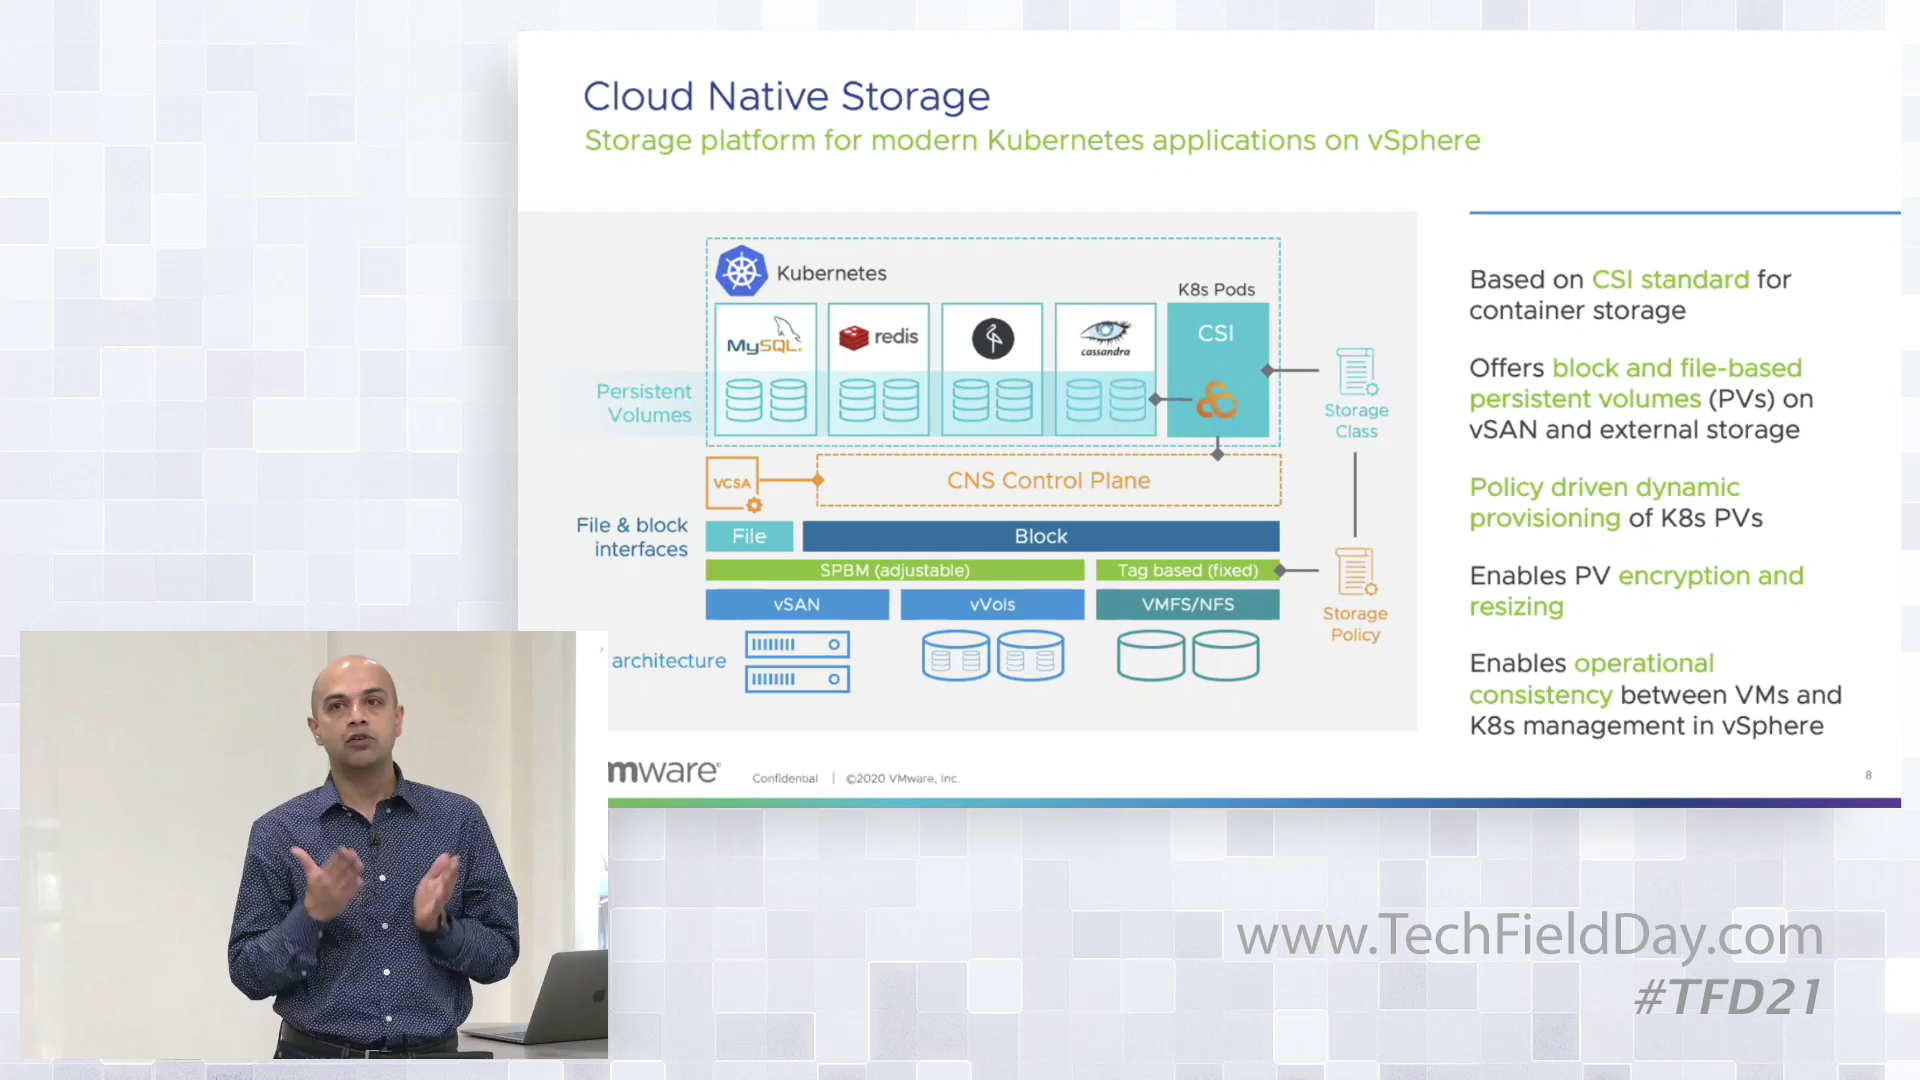 Cloud Native Storage
Storage platform for modern Kubernetes applications on vSphere
Kubernetes
K8s Pods
MySQL
redis
cassandra
CSI
Persistent
Volumes
Storage
Class
VCSA
CNS Control Plane
File & block
interfaces
File
Block
SPBM (adjustable)
Tag based (fixed)
vSAN
vVols
VMFS/NFS
Storage
Policy
architecture
Based on CSI standard for
container storage
Offers block and file-based
persistent volumes (PVs) on
vSAN and external storage
Policy driven dynamic
provisioning of K8s PVs
Enables PV encryption and
resizing
Enables operational
consistency between VMs and
K8s management in vSphere
mware®
Confidential | ©2020 VMware, Inc.
8
www.TechFieldDay.com
#TFD21